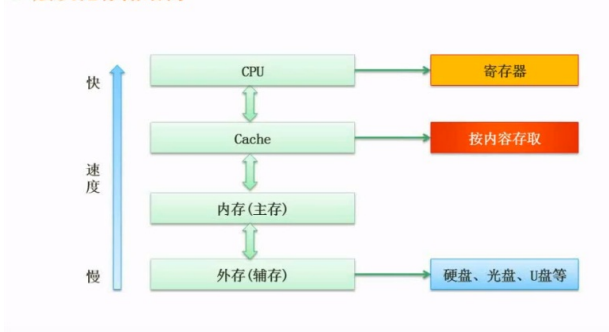 CPU
寄存器
快
Cache
按内容存取
速
度
内存(主存)
慢
外存(辅存)
硬盘、光盘、U盘等